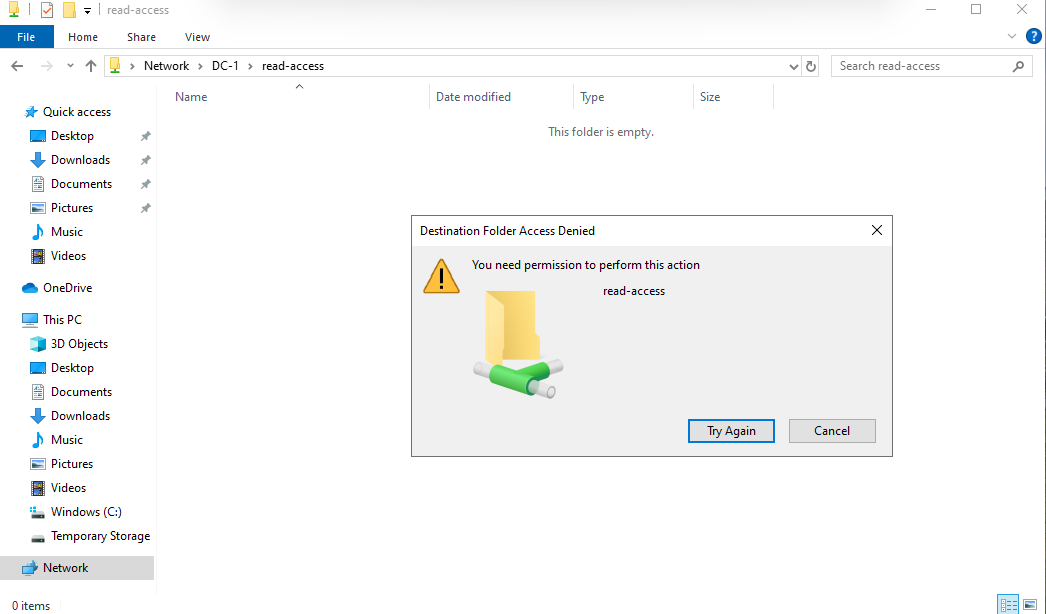 read-access
File Home Share View
Network > DC-1 > read-access
Search read-access
Name Date modified Type Size
This folder is empty.
Quick access
Desktop
Downloads
Documents
Pictures
Music
Videos
OneDrive
This PC
3D Objects
Desktop
Documents
Downloads
Music
Pictures
Videos
Windows (C:)
Temporary Storage
Network
0 items
Destination Folder Access Denied
You need permission to perform this action
read-access
Try Again Cancel